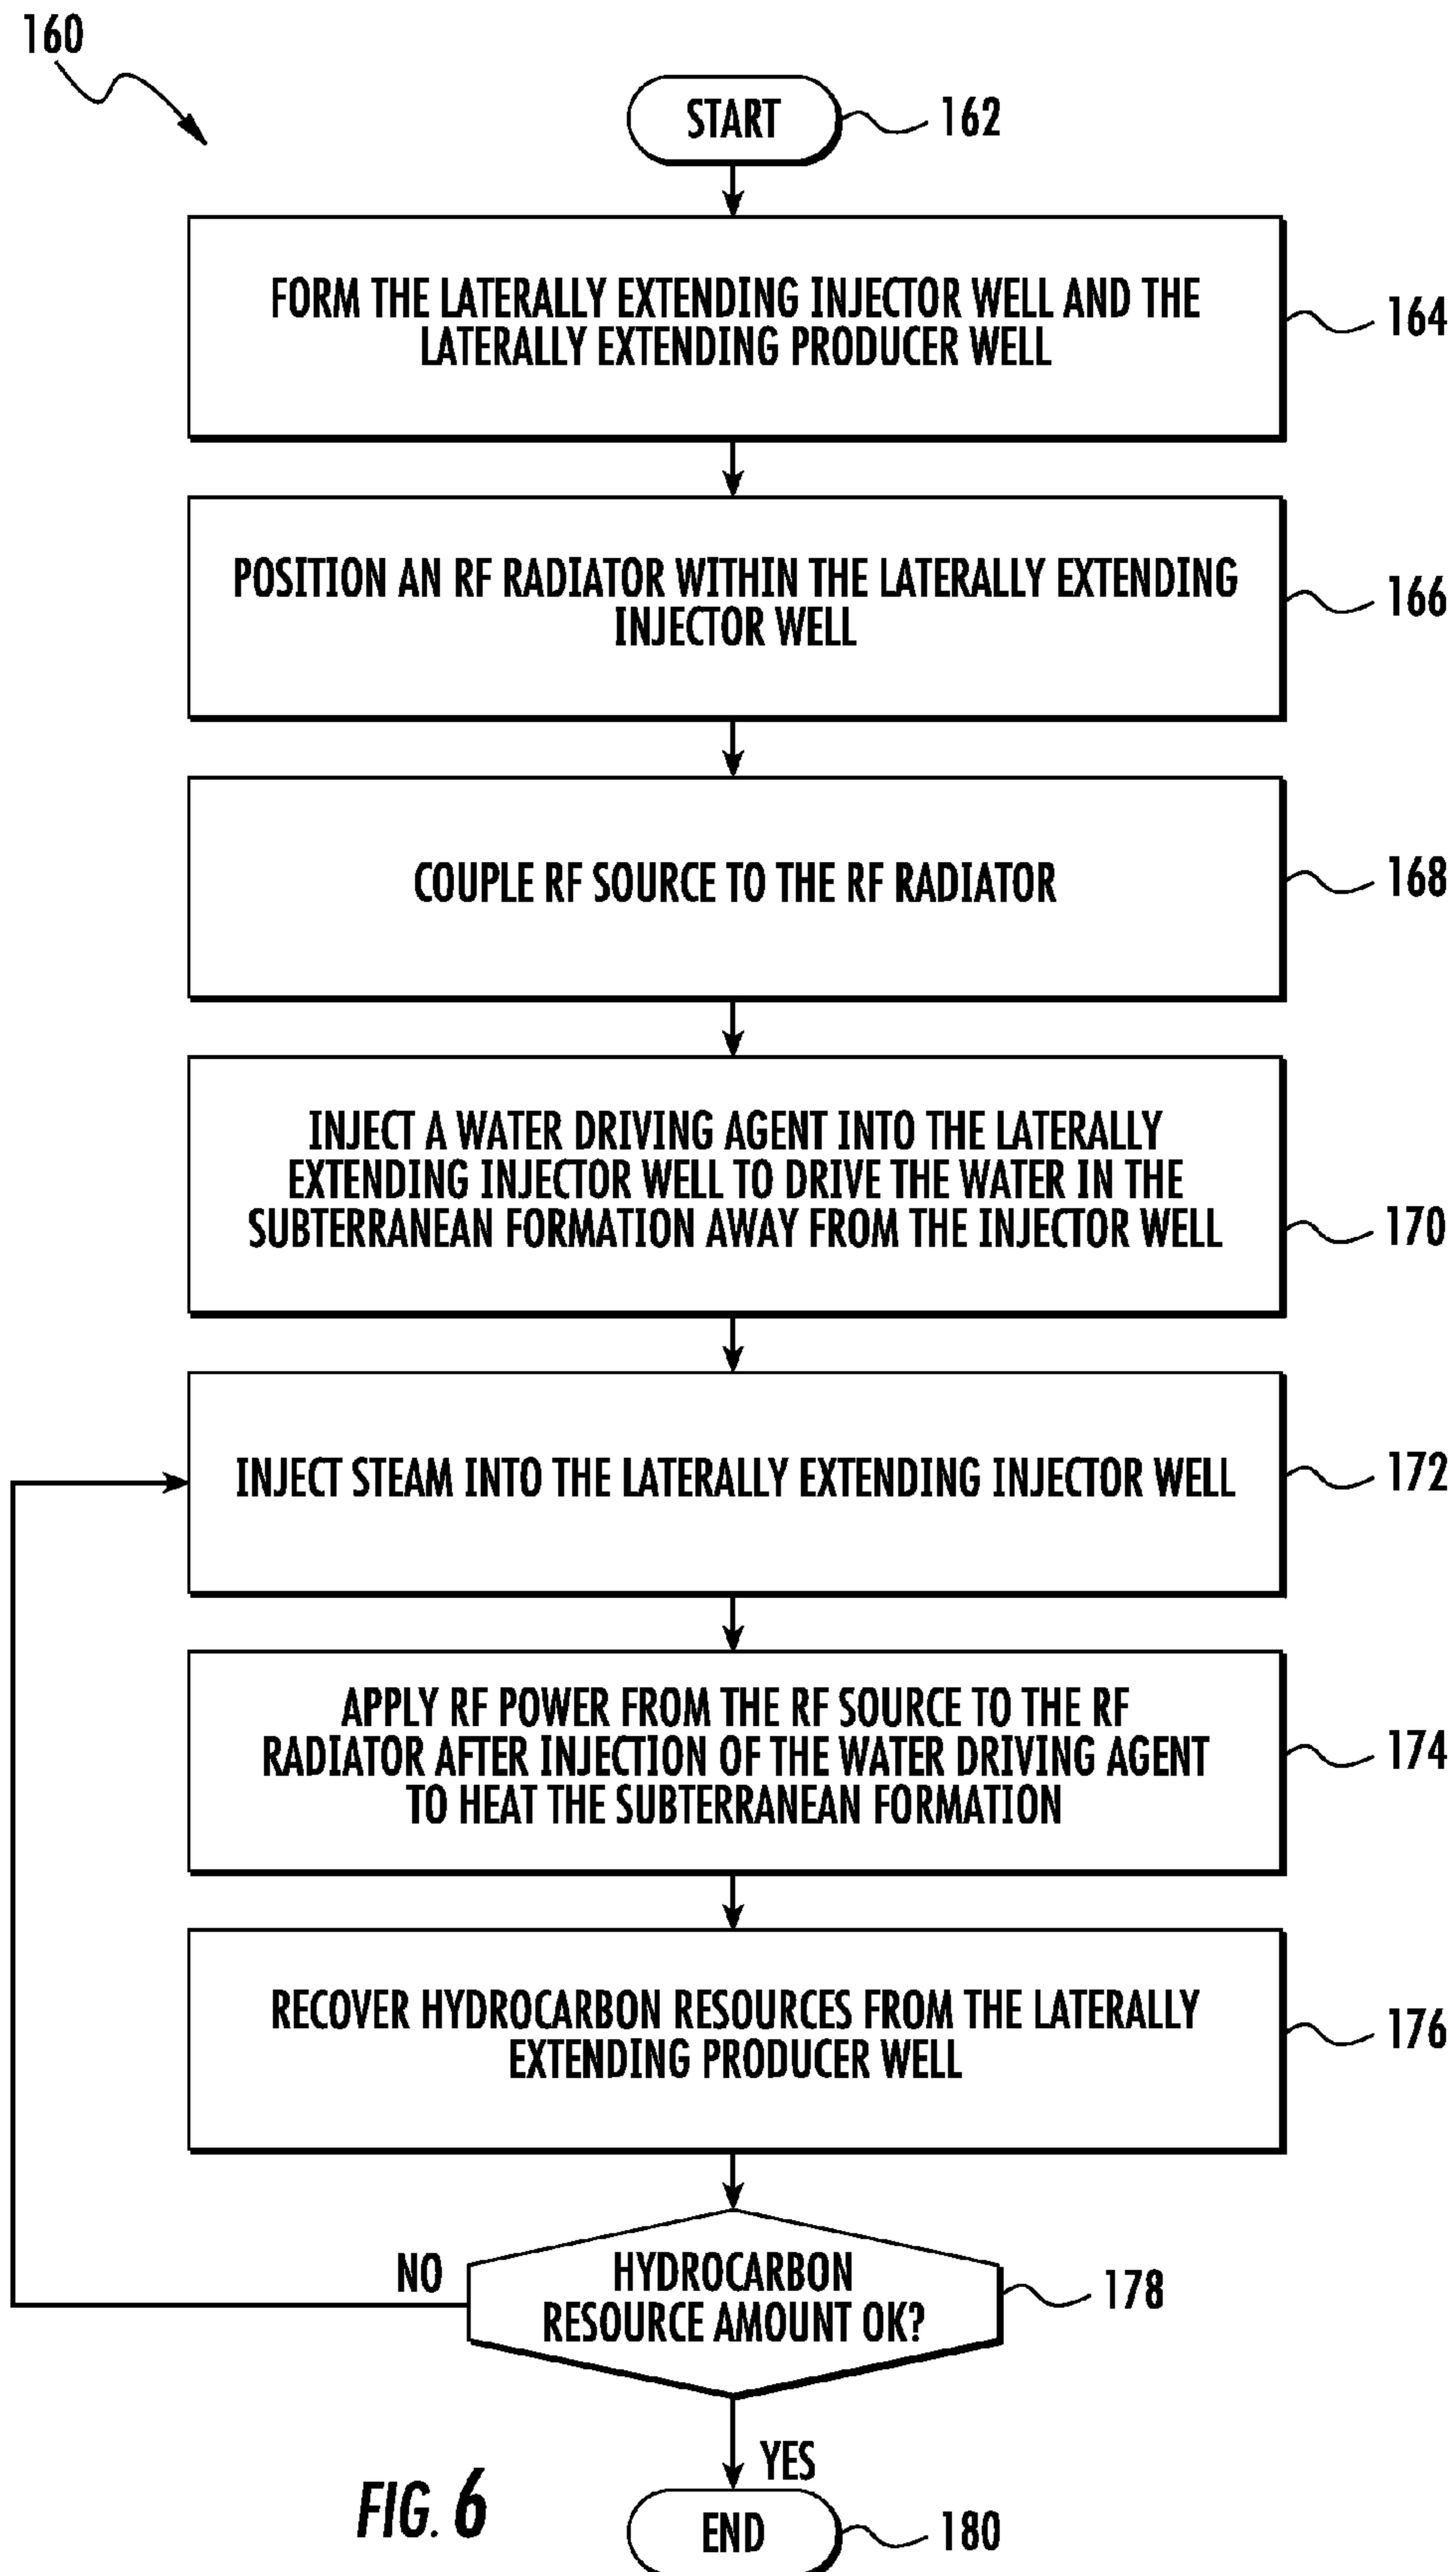 160
START
162
FORM THE LATERALLY EXTENDING INJECTOR WELL AND THE
LATERALLY EXTENDING PRODUCER WELL
164
POSITION AN RF RADIATOR WITHIN THE LATERALLY EXTENDING
INJECTOR WELL
166
COUPLE RF SOURCE TO THE RF RADIATOR
168
INJECT A WATER DRIVING AGENT INTO THE LATERALLY
EXTENDING INJECTOR WELL TO DRIVE THE WATER IN THE
SUBTERRANEAN FORMATION AWAY FROM THE INJECTOR WELL
170
INJECT STEAM INTO THE LATERALLY EXTENDING INJECTOR WELL
172
APPLY RF POWER FROM THE RF SOURCE TO THE RF
RADIATOR AFTER INJECTION OF THE WATER DRIVING AGENT
TO HEAT THE SUBTERRANEAN FORMATION
174
RECOVER HYDROCARBON RESOURCES FROM THE LATERALLY
EXTENDING PRODUCER WELL
176
NO
HYDROCARBON
RESOURCE AMOUNT OK?
178
YES
FIG. 6
END
180